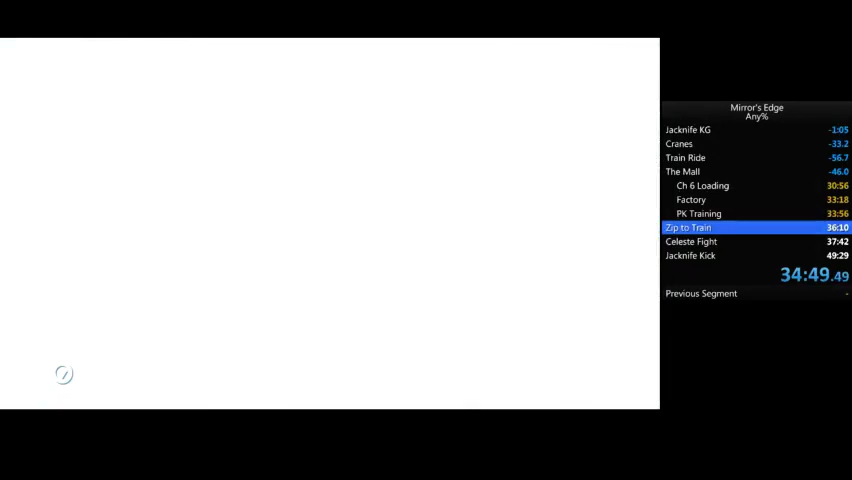 Mirror's Edge
Any%
Jacknife KG -1:05
Cranes -33.2
Train Ride -56.7
The Mall -46.0
Ch 6 Loading 30:56
Factory 33:18
PK Training 33:56
Zip to Train 36:10
Celeste Fight 37:42
Jacknife Kick 49:29
34:49.49
Previous Segment -